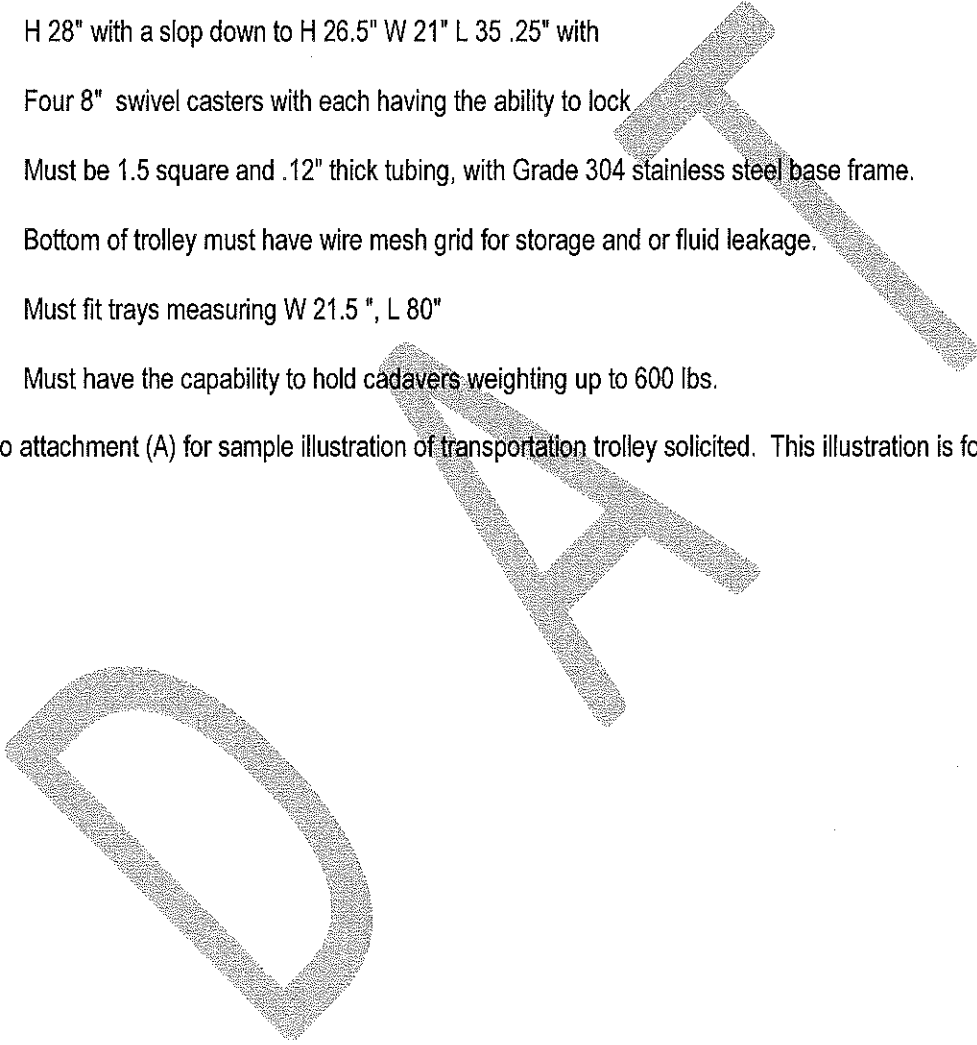 H 28" with a slop down to H 26.5" W 21" L 35 .25" with
Four 8" swivel casters with each having the ability to lock
Must be 1.5 square and .12" thick tubing, with Grade 304 stainless steel base frame.
Bottom of trolley must have wire mesh grid for storage and or fluid leakage.
Must fit trays measuring W 21.5 ", L 80"
Must have the capability to hold cadavers weighting up to 600 lbs.
o attachment (A) for sample illustration of transportation trolley solicited. This illustration is fo
D A T